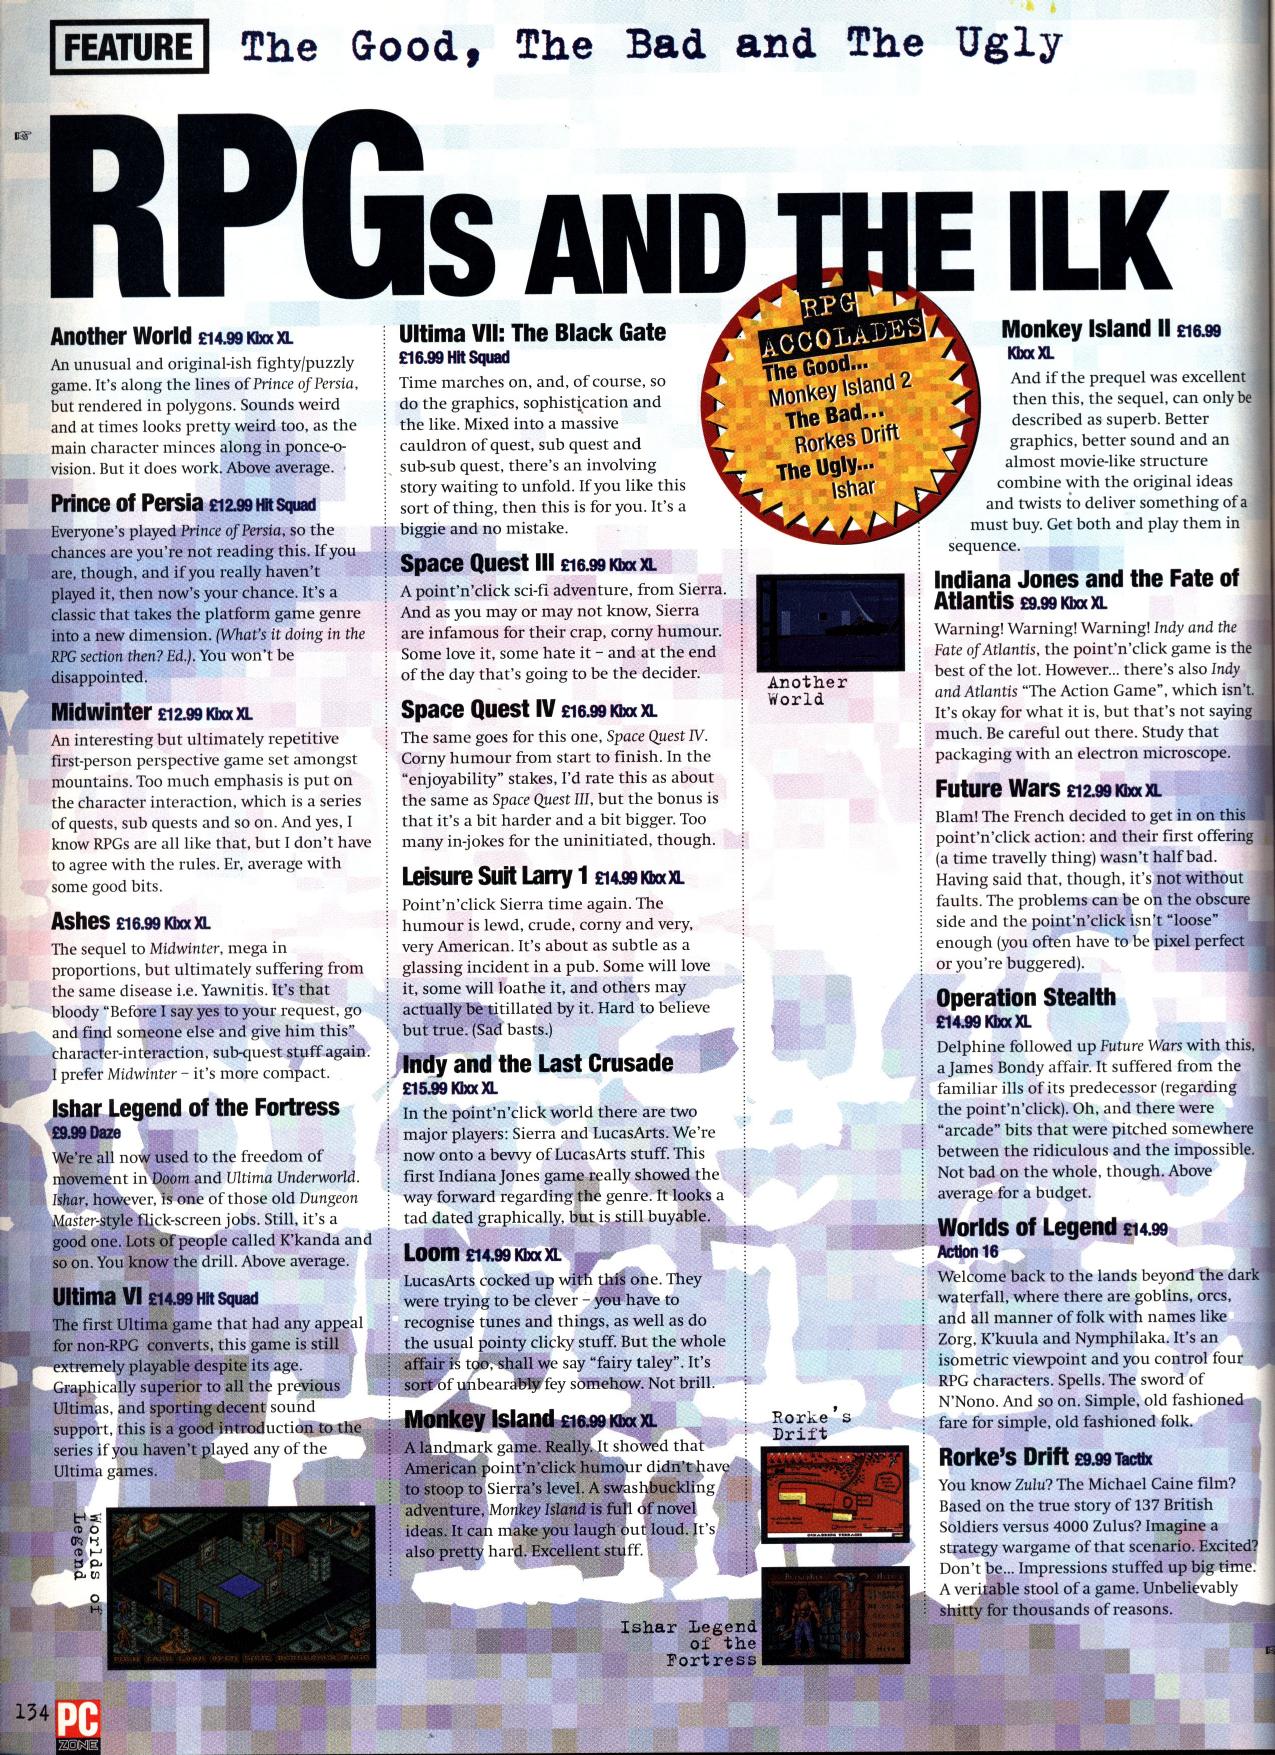 FEATURE The Good, The Bad and The Ugly
RPGS AND THE ILK
Another World £14.99 Kixx XL
An unusual and original-ish fighty/puzzly
game. It's along the lines of Prince of Persia,
but rendered in polygons. Sounds weird
and at times looks pretty weird too, as the
main character minces along in ponce-o-
vision. But it does work. Above average.
Prince of Persia £12.99 Hit Squad
Everyone's played Prince of Persia, so the
chances are you're not reading this. If you
are, though, and if you really haven't
played it, then now's your chance. It's a
classic that takes the platform game genre
into a new dimension. (What's it doing in the
RPG section then? Ed.). You won't be
disappointed.
Midwinter £12.99 Kixx XL
An interesting but ultimately repetitive
first-person perspective game set amongst
mountains. Too much emphasis is put on
the character interaction, which is a series
of quests, sub quests and so on. And yes, I
know RPGs are all like that, but I don't have
to agree with the rules. Er, average with
some good bits.
Ashes £16.99 Kixx XL
The sequel to Midwinter, mega in
proportions, but ultimately suffering from
the same disease i.e. Yawnitis. It's that
bloody "Before I say yes to your request, go
and find someone else and give him this"
character-interaction, sub-quest stuff again.
I prefer Midwinter – it's more compact.
Ishar Legend of the Fortress
£9.99 Daze
We're all now used to the freedom of
movement in Doom and Ultima Underworld.
Ishar, however, is one of those old Dungeon
Master-style flick-screen jobs. Still, it's a
good one. Lots of people called K'kanda and
so on. You know the drill. Above average.
Ultima VI £14.99 Hit Squad
The first Ultima game that had any appeal
for non-RPG converts, this game is still
extremely playable despite its age.
Graphically superior to all the previous
Ultimas, and sporting decent sound
support, this is a good introduction to the
series if you haven't played any of the
Ultima games.
Worlds of
Legend
Ultima VII: The Black Gate
£16.99 Hit Squad
Time marches on, and, of course, so
do the graphics, sophistication and
the like. Mixed into a massive
cauldron of quest, sub quest and
sub-sub quest, there's an involving
story waiting to unfold. If you like this
sort of thing, then this is for you. It's a
biggie and no mistake.
Space Quest III £16.99 Kixx XL
A point'n'click sci-fi adventure, from Sierra.
And as you may or may not know, Sierra
are infamous for their crap, corny humour.
Some love it, some hate it – and at the end
of the day that's going to be the decider.
Space Quest IV £16.99 Kixx XL
The same goes for this one, Space Quest IV.
Corny humour from start to finish. In the
"enjoyability" stakes, I'd rate this as about
the same as Space Quest III, but the bonus is
that it's a bit harder and a bit bigger. Too
many in-jokes for the uninitiated, though.
Leisure Suit Larry 1 £14.99 Kixx XL
Point'n'click Sierra time again. The
humour is lewd, crude, corny and very,
very American. It's about as subtle as a
glassing incident in a pub. Some will love
it, some will loathe it, and others may
actually be titillated by it. Hard to believe
but true. (Sad basts.)
Indy and the Last Crusade
£15.99 Kixx XL
In the point'n'click world there are two
major players: Sierra and LucasArts. We're
now onto a bevvy of LucasArts stuff. This
first Indiana Jones game really showed the
way forward regarding the genre. It looks a
tad dated graphically, but is still buyable.
Loom £14.99 Kixx XL
LucasArts cocked up with this one. They
were trying to be clever – you have to
recognise tunes and things, as well as do
the usual pointy clicky stuff. But the whole
affair is too, shall we say "fairy taley". It's
sort of unbearably fey somehow. Not brill.
Monkey Island £16.99 Kixx XL
A landmark game. Really. It showed that
American point'n'click humour didn't have
to stoop to Sierra's level. A swashbuckling
adventure, Monkey Island is full of novel
ideas. It can make you laugh out loud. It's
also pretty hard. Excellent stuff.
RPG
ACCOLADES
The Good...
Monkey Island 2
The Bad...
Rorkes Drift
The Ugly...
Ishar
Another
World
Rorke's
Drift
Ishar Legend
of the
Fortress
Monkey Island II £16.99
Kixx XL
And if the prequel was excellent
then this, the sequel, can only be
described as superb. Better
graphics, better sound and an
almost movie-like structure
combine with the original ideas
and twists to deliver something of a
must buy. Get both and play them in
sequence.
Indiana Jones and the Fate of
Atlantis £9.99 Kixx XL
Warning! Warning! Warning! Indy and the
Fate of Atlantis, the point'n'click game is the
best of the lot. However... there's also Indy
and Atlantis "The Action Game", which isn't.
It's okay for what it is, but that's not saying
much. Be careful out there. Study that
packaging with an electron microscope.
Future Wars £12.99 Kixx XL
Blam! The French decided to get in on this
point'n'click action: and their first offering
(a time travelly thing) wasn't half bad.
Having said that, though, it's not without
faults. The problems can be on the obscure
side and the point'n'click isn't "loose"
enough (you often have to be pixel perfect
or you're buggered).
Operation Stealth
£14.99 Kixx XL
Delphine followed up Future Wars with this,
a James Bondy affair. It suffered from the
familiar ills of its predecessor (regarding
the point'n'click). Oh, and there were
"arcade" bits that were pitched somewhere
between the ridiculous and the impossible.
Not bad on the whole, though. Above
average for a budget.
Worlds of Legend £14.99
Action 16
Welcome back to the lands beyond the dark
waterfall, where there are goblins, orcs,
and all manner of folk with names like
Zorg, K'kuula and Nymphilaka. It's an
isometric viewpoint and you control four
RPG characters. Spells. The sword of
N'Nono. And so on. Simple, old fashioned
fare for simple, old fashioned folk.
Rorke's Drift £9.99 Tactix
You know Zulu? The Michael Caine film?
Based on the true story of 137 British
Soldiers versus 4000 Zulus? Imagine a
strategy wargame of that scenario. Excited?
Don't be... Impressions stuffed up big time.
A veritable stool of a game. Unbelievably
shitty for thousands of reasons.
134 PC
ZONE